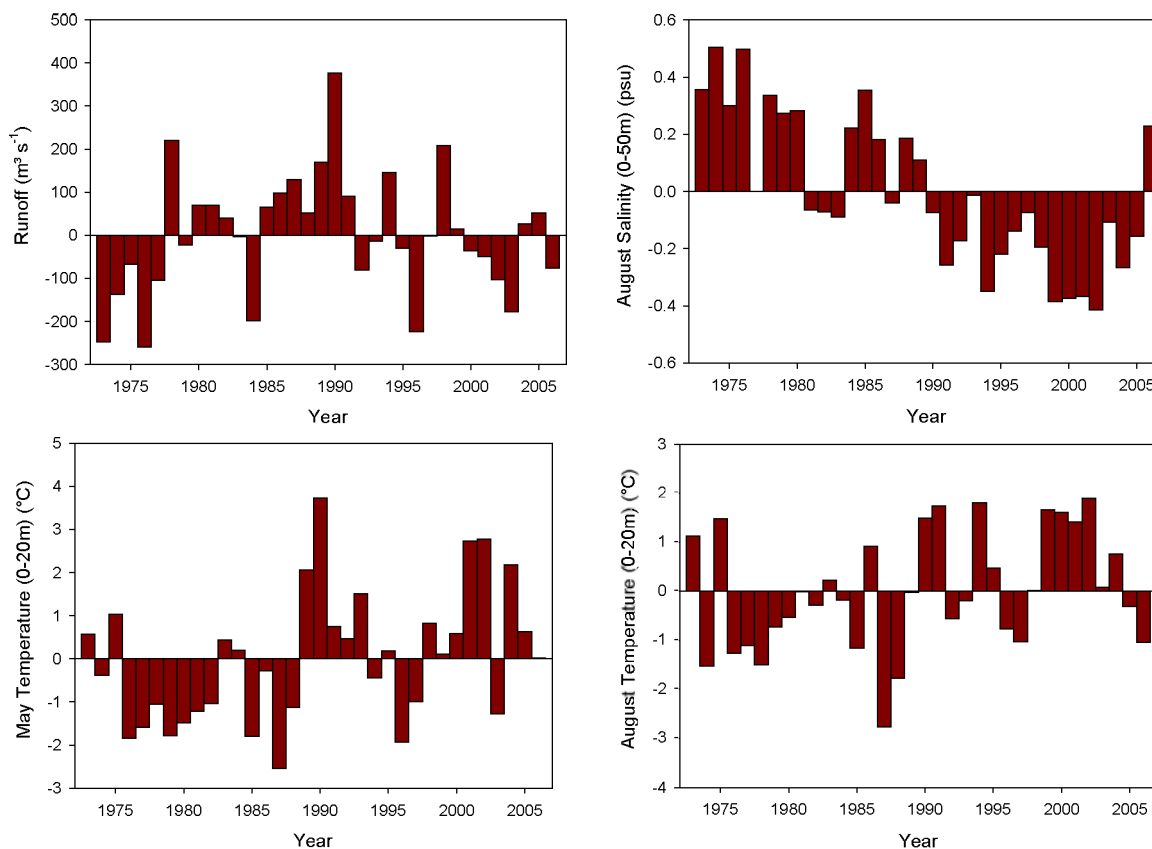 500
400
300
200
100
0
-100
-200
-300
Runoff (m³ s⁻¹)
1975 1980 1985 1990 1995 2000 2005
Year
0.6
0.4
0.2
0.0
-0.2
-0.4
-0.6
August Salinity (0-50m) (psu)
1975 1980 1985 1990 1995 2000 2005
Year
5
4
3
2
1
0
-1
-2
-3
May Temperature (0-20m) (°C)
1975 1980 1985 1990 1995 2000 2005
Year
3
2
1
0
-1
-2
-3
-4
August Temperature (0-20m) (°C)
1975 1980 1985 1990 1995 2000 2005
Year